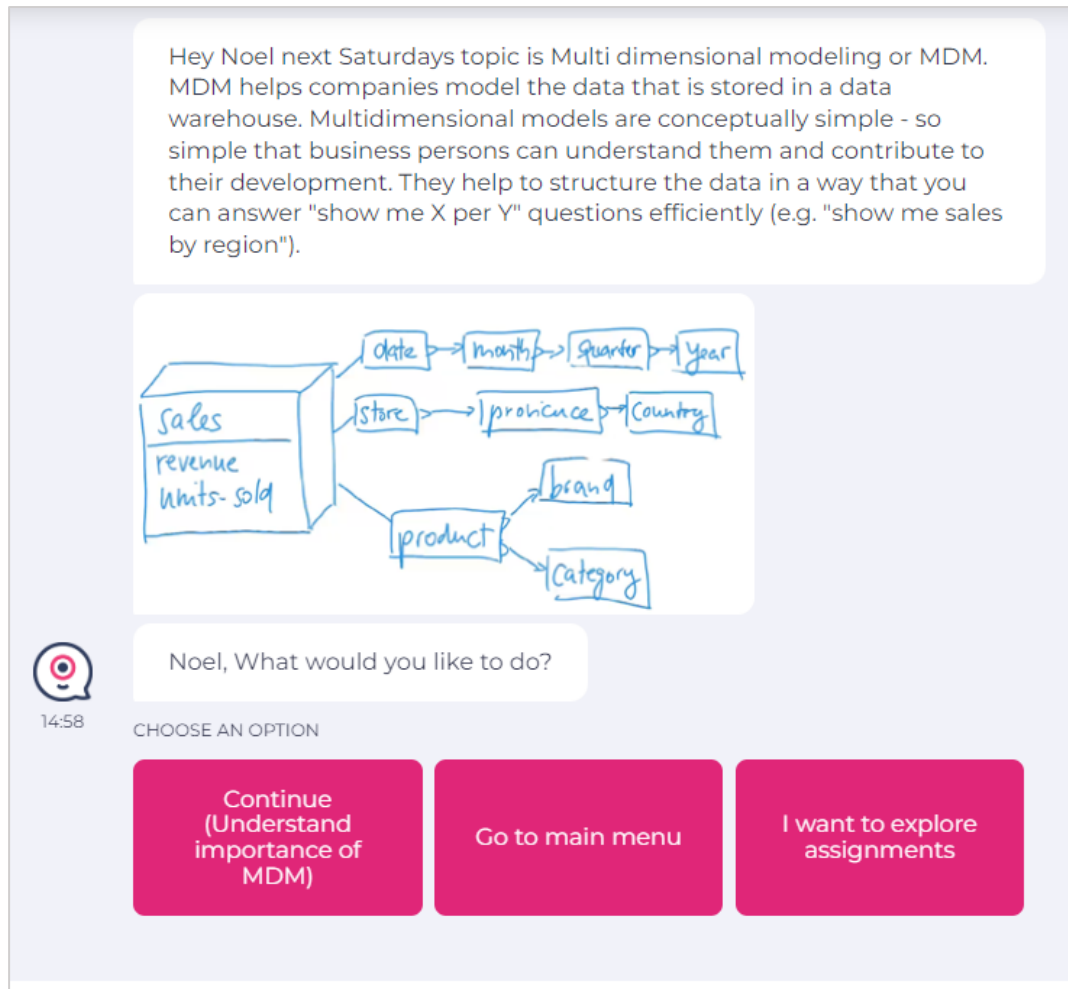 Hey Noel next Saturdays topic is Multi dimensional modeling or MDM.
MDM helps companies model the data that is stored in a data
warehouse. Multidimensional models are conceptually simple - so
simple that business persons can understand them and contribute to
their development. They help to structure the data in a way that you
can answer "show me X per Y" questions efficiently (e.g. "show me sales
by region").
date month quarter year
sales store country
revenue
units-sold
brand
product
category
Noel, What would you like to do?
14:58
CHOOSE AN OPTION
Continue
(Understand
importance of
MDM)
Go to main menu
I want to explore
assignments